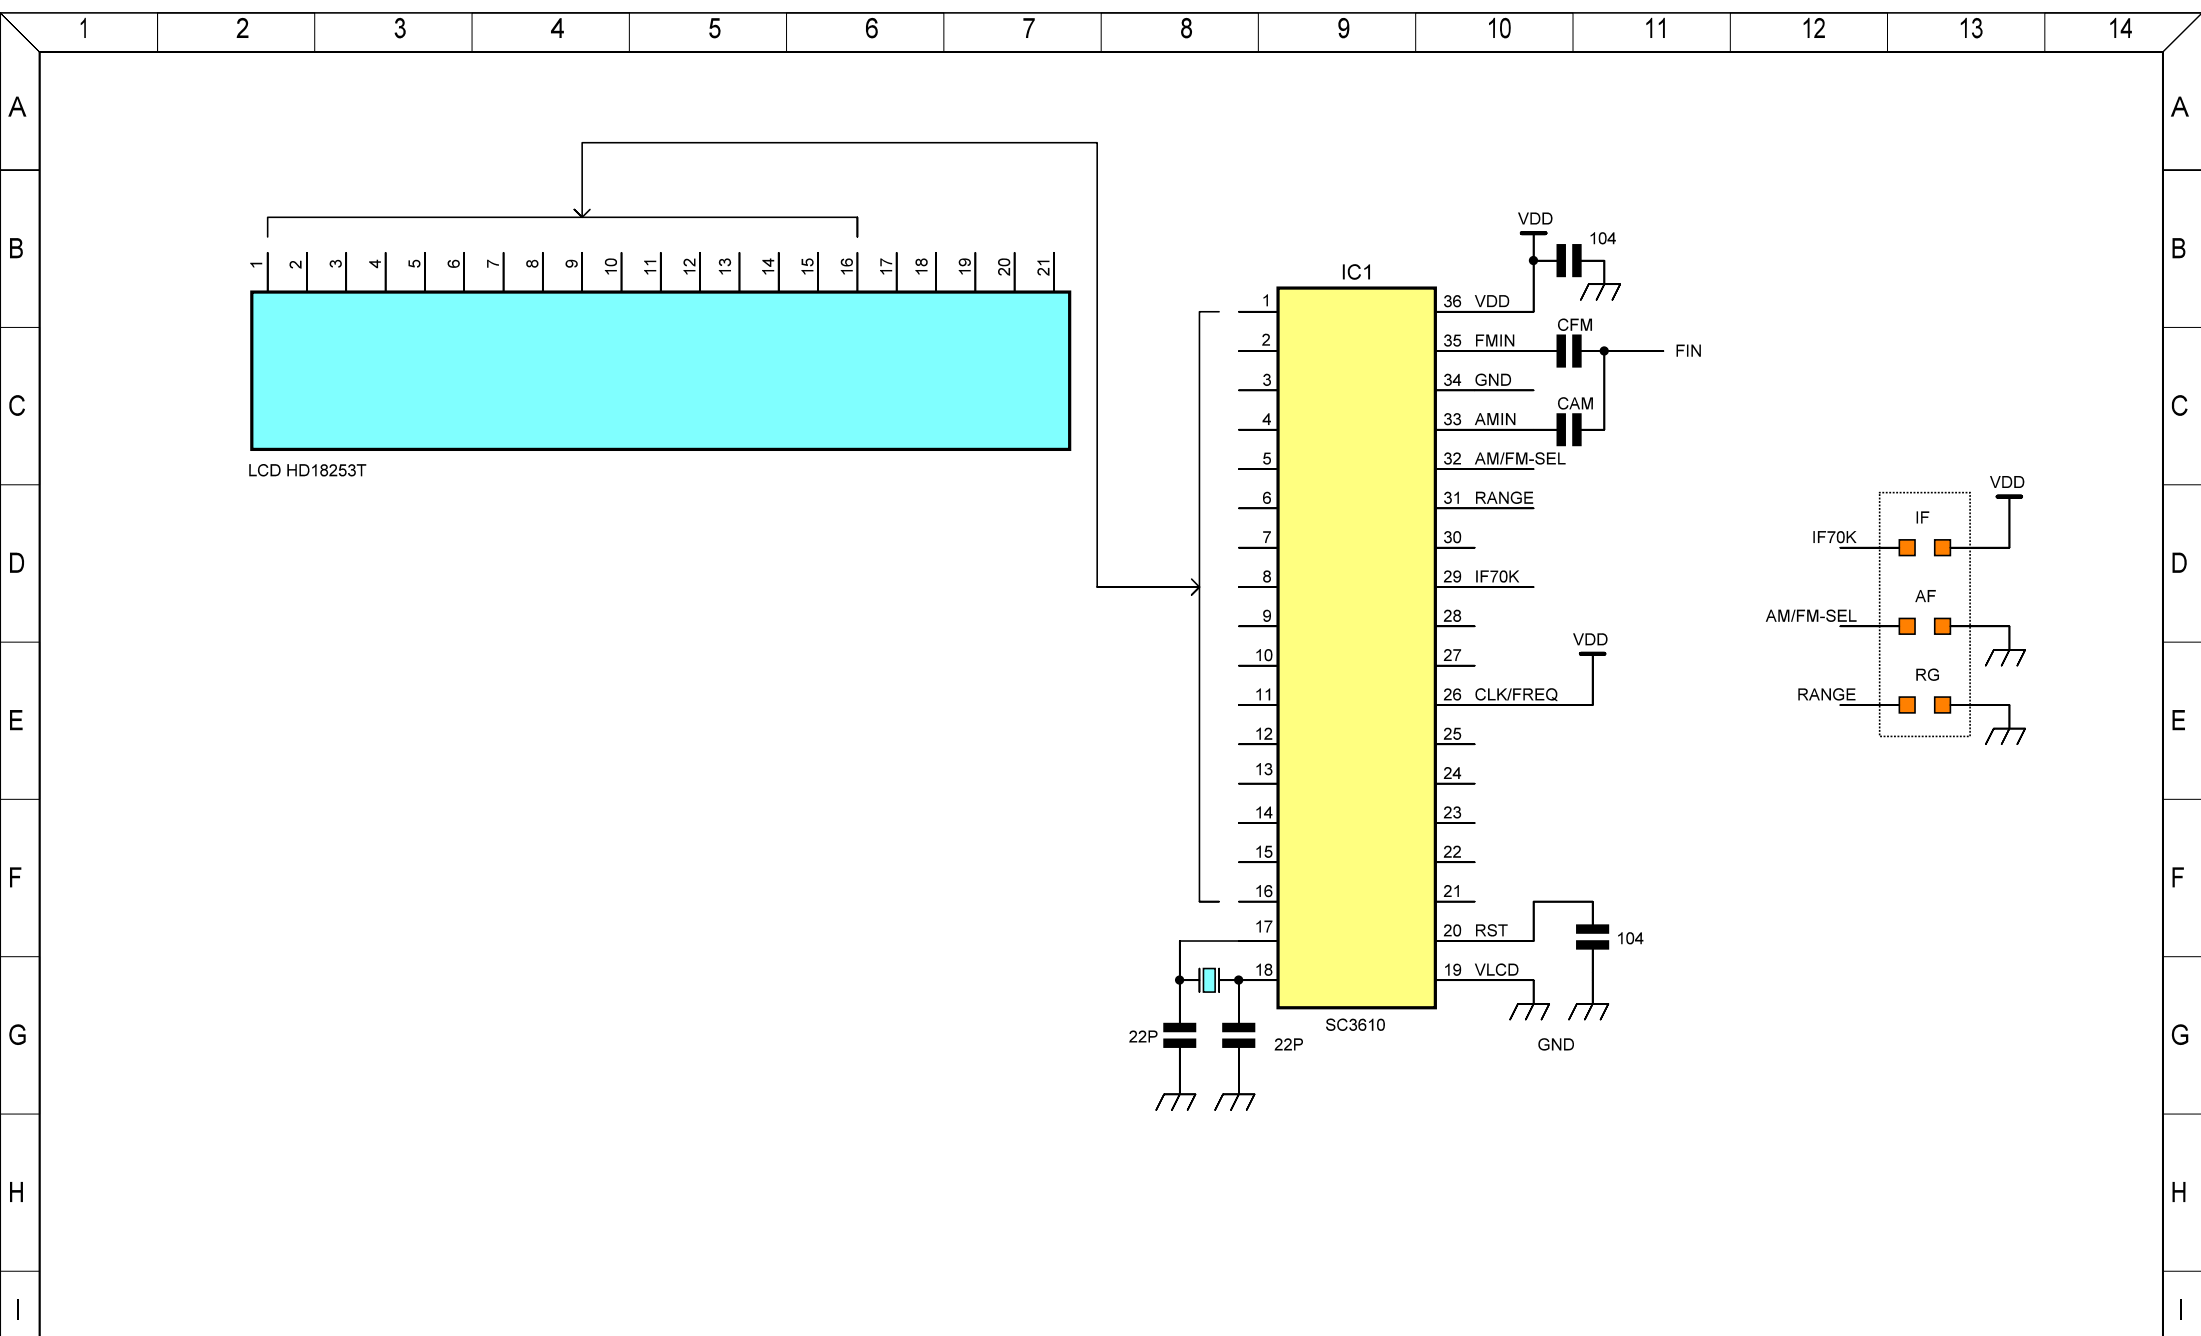 1 2 3 4 5 6 7 8 9 10 11 12 13 14
A A
B B
C C
D D
E E
F F
G G
H H
I I
1 2 3 4 5 6 7 8 9 10 11 12 13 14 15 16 17 18 19 20 21
LCD HD18253T
IC1
1
2
3
4
5
6
7
8
9
10
11
12
13
14
15
16
17
18
36 VDD
35 FMIN
34 GND
33 AMIN
32 AM/FM-SEL
31 RANGE
30
29 IF70K
28
27
26 CLK/FREQ
25
24
23
22
21
20 RST
19 VLCD
SC3610
VDD
104
CFM
FIN
CAM
VDD
104
GND
22P
22P
VDD
IF
IF70K
AF
AM/FM-SEL
RG
RANGE